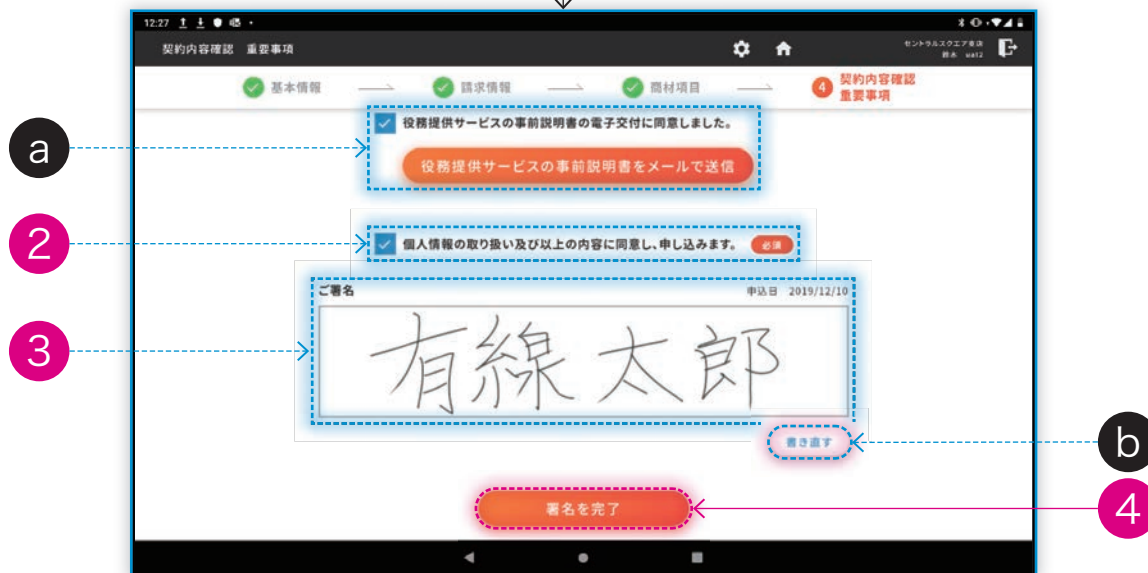 12:27
契約内容確認 重要事項
セントラルスクエア東店
鈴木 uat2
基本情報
請求情報
商材項目
4 契約内容確認
重要事項
a
役務提供サービスの事前説明書の電子交付に同意しました。
役務提供サービスの事前説明書をメールで送信
2
個人情報の取り扱い及び以上の内容に同意し、申し込みます。 必須
3
ご署名
申込日 2019/12/10
有線太郎
書き直す
b
署名を完了
4